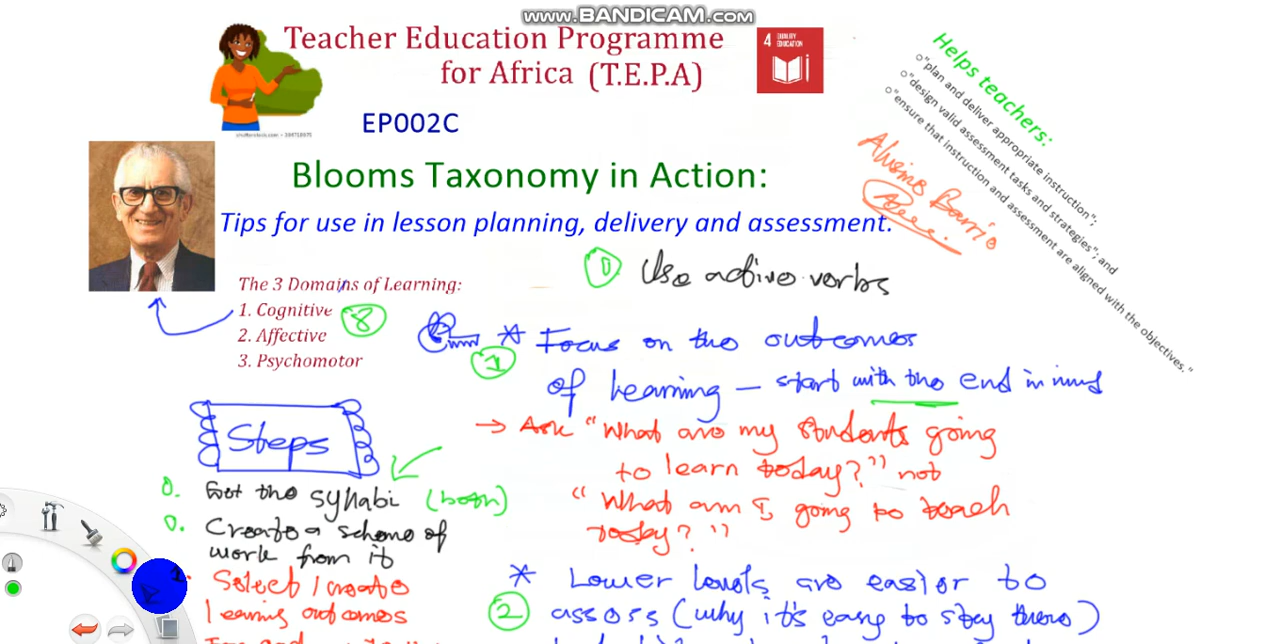 www.BANDICAM.com
Teacher Education Programme
for Africa (T.E.P.A)
4 QUALITY EDUCATION
shutterstock.com
EP002C
Blooms Taxonomy in Action:
Tips for use in lesson planning, delivery and assessment.
Helps teachers:
"plan and deliver appropriate instruction";
"design valid assessment tasks and strategies"; and
"ensure that instruction and assessment are aligned with the objectives."
The 3 Domains of Learning:
1. Cognitive
2. Affective
3. Psychomotor
8
Use active verbs
1
* Focus on the outcomes
of learning – start with the end in mind
→ Ask "What are my students going
to learn today?" not
"What am I going to teach
today?"
* Lower levels are easier to
2 assess (why it's easy to stay there)
Steps
0. Get the syllabi (both)
0. Create a scheme of
work from it
Select / create
learning outcomes